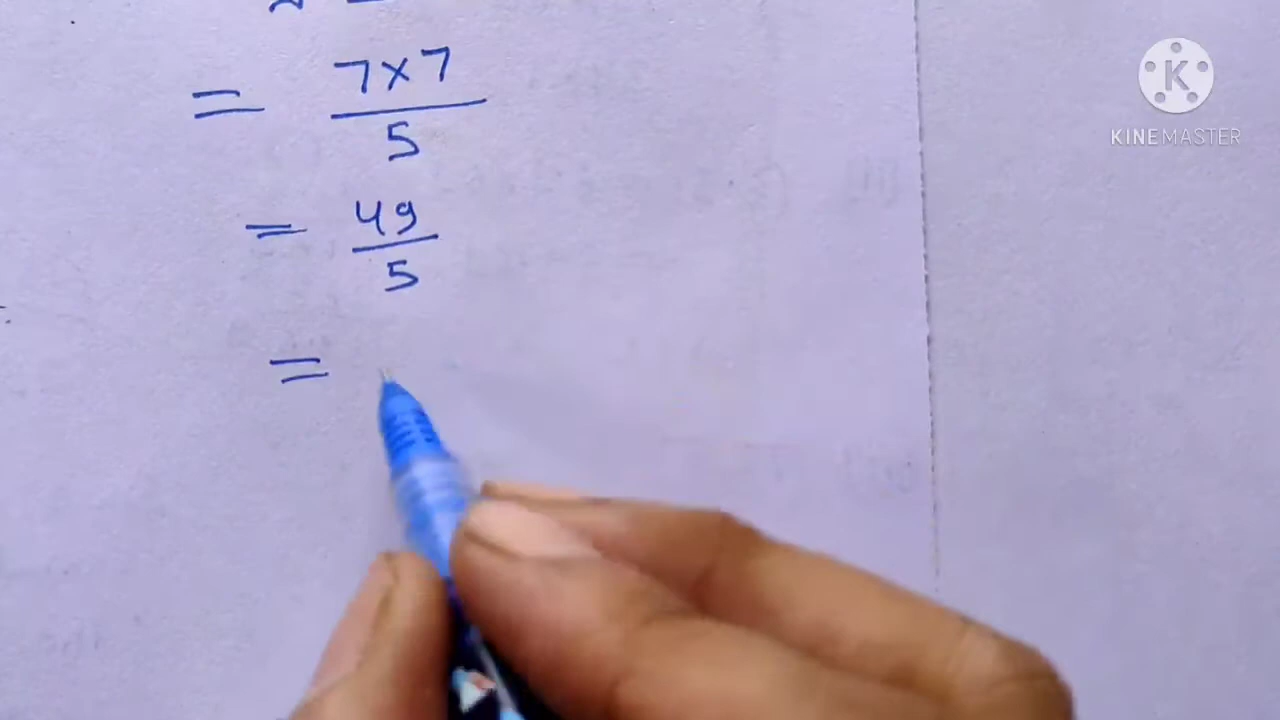 = 7×7
5
= 49
5
=
K
KINEMASTER